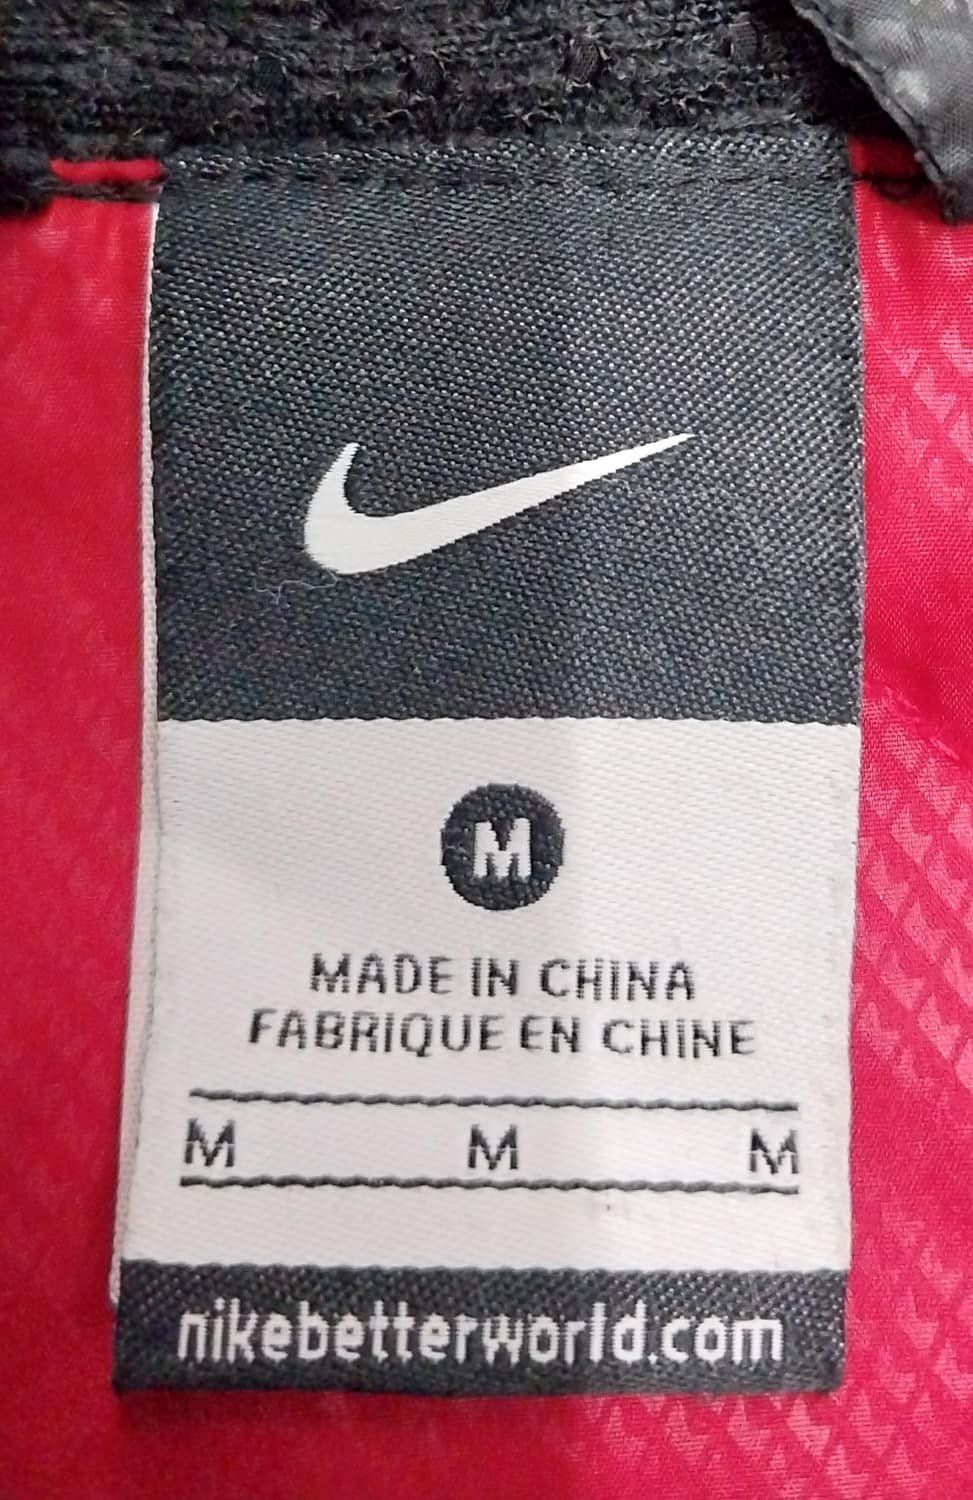 M
MADE IN CHINA
FABRIQUE EN CHINE
M M M
nikebetterworld.com